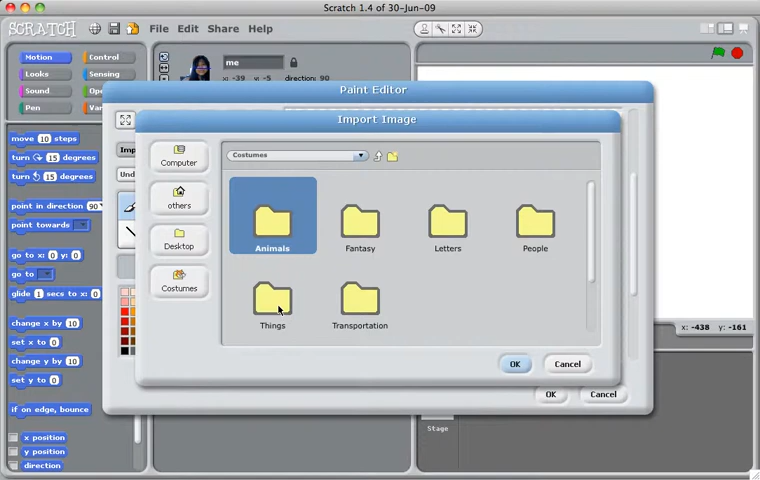 Scratch 1.4 of 30-Jun-09
SCRATCH File Edit Share Help
Motion Control
Looks Sensing
Sound
Pen
me
x: -39 y: -5 direction: 90
Paint Editor
Import Image
Computer
others
Desktop
Costumes
Costumes
Animals Fantasy Letters People
Things Transportation
OK Cancel
OK Cancel
move 10 steps
turn 15 degrees
turn 15 degrees
point in direction 90
point towards
go to x: 0 y: 0
go to
glide 1 secs to x: 0
change x by 10
set x to 0
change y by 10
set y to 0
if on edge, bounce
x position
y position
direction
x: -438 y: -161
Stage